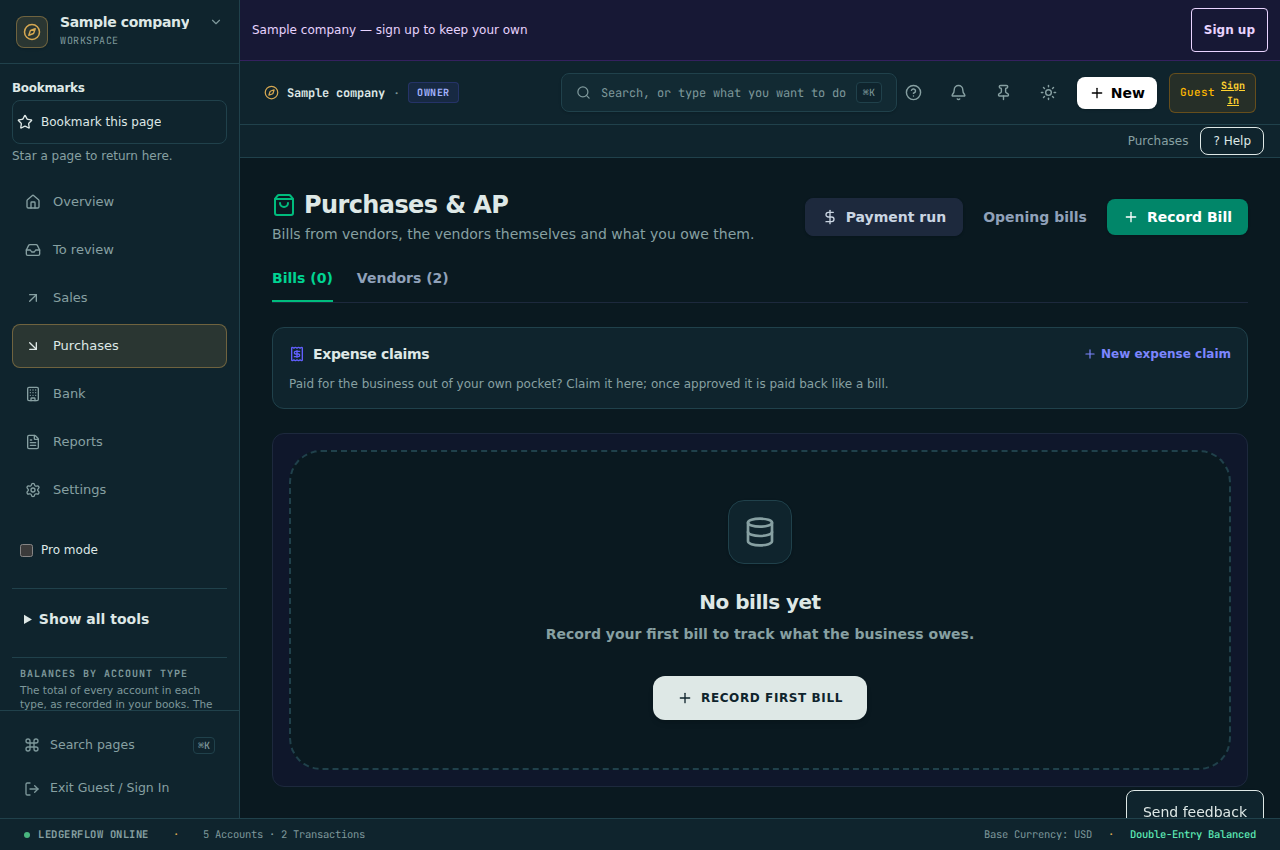 Sample company
WORKSPACE
Bookmarks
Bookmark this page
Star a page to return here.
Overview
To review
Sales
Purchases
Bank
Reports
Settings
Pro mode
Show all tools
BALANCES BY ACCOUNT TYPE
The total of every account in each
type, as recorded in your books. The
Search pages ⌘K
Exit Guest / Sign In
Sample company — sign up to keep your own
Sign up
Sample company · OWNER
Search, or type what you want to do ⌘K
New
Guest Sign In
Purchases
? Help
Purchases & AP
Bills from vendors, the vendors themselves and what you owe them.
Payment run
Opening bills
Record Bill
Bills (0)
Vendors (2)
Expense claims
New expense claim
Paid for the business out of your own pocket? Claim it here; once approved it is paid back like a bill.
No bills yet
Record your first bill to track what the business owes.
RECORD FIRST BILL
Send feedback
LEDGERFLOW ONLINE · 5 Accounts · 2 Transactions
Base Currency: USD · Double-Entry Balanced